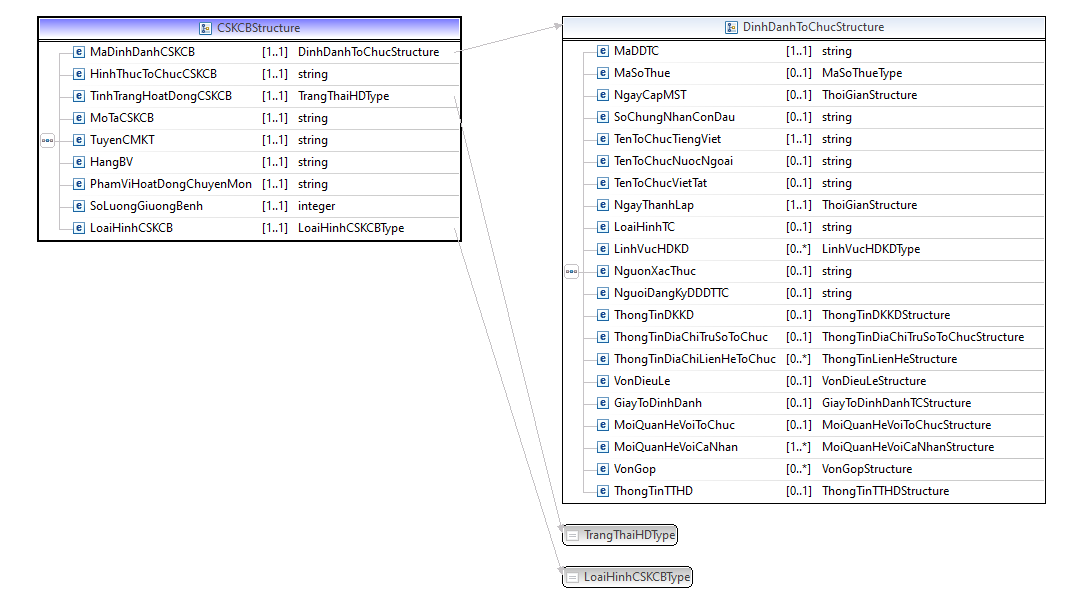 CSKCBStructure
MaDinhDanhCSKCB [1..1] DinhDanhToChucStructure
HinhThucToChucCSKCB [1..1] string
TinhTrangHoatDongCSKCB [1..1] TrangThaiHDType
MoTaCSKCB [1..1] string
TuyenCMKT [1..1] string
HangBV [1..1] string
PhamViHoatDongChuyenMon [1..1] string
SoLuongGiuongBenh [1..1] integer
LoaiHinhCSKCB [1..1] LoaiHinhCSKCBType
DinhDanhToChucStructure
MaDDTC [1..1] string
MaSoThue [0..1] MaSoThueType
NgayCapMST [0..1] ThoiGianStructure
SoChungNhanConDau [0..1] string
TenToChucTiengViet [1..1] string
TenToChucNuocNgoai [0..1] string
TenToChucVietTat [0..1] string
NgayThanhLap [1..1] ThoiGianStructure
LoaiHinhTC [0..1] string
LinhVucHDKD [0..*] LinhVucHDKDType
NguonXacThuc [0..1] string
NguoiDangKyDDDTTC [0..1] string
ThongTinDKKD [0..1] ThongTinDKKDStructure
ThongTinDiaChiTruSoToChuc [0..1] ThongTinDiaChiTruSoToChucStructure
ThongTinDiaChiLienHeToChuc [0..*] ThongTinLienHeStructure
VonDieuLe [0..1] VonDieuLeStructure
GiayToDinhDanh [0..1] GiayToDinhDanhTCStructure
MoiQuanHeVoiToChuc [0..1] MoiQuanHeVoiToChucStructure
MoiQuanHeVoiCaNhan [1..*] MoiQuanHeVoiCaNhanStructure
VonGop [0..*] VonGopStructure
ThongTinTTHD [0..1] ThongTinTTHDStructure
TrangThaiHDType
LoaiHinhCSKCBType